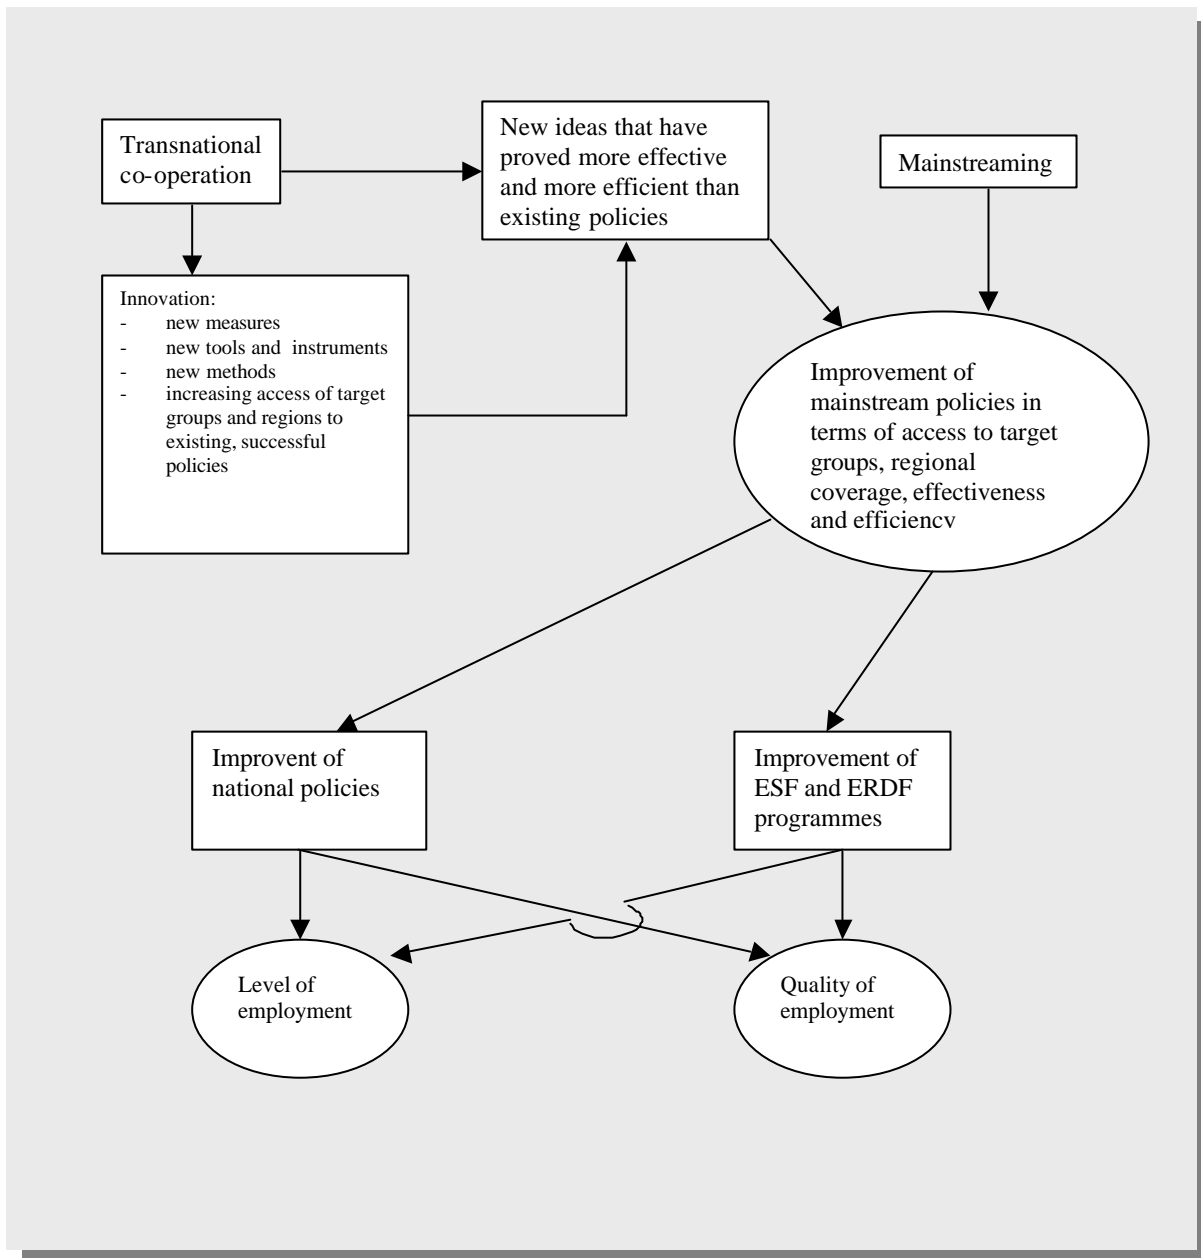 Transnational
co-operation
New ideas that have
proved more effective
and more efficient than
existing policies
Mainstreaming
Innovation:
- new measures
- new tools and instruments
- new methods
- increasing access of target
groups and regions to
existing, successful
policies
Improvement of
mainstream policies in
terms of access to target
groups, regional
coverage, effectiveness
and efficiency
Improvent of
national policies
Improvement of
ESF and ERDF
programmes
Level of
employment
Quality of
employment